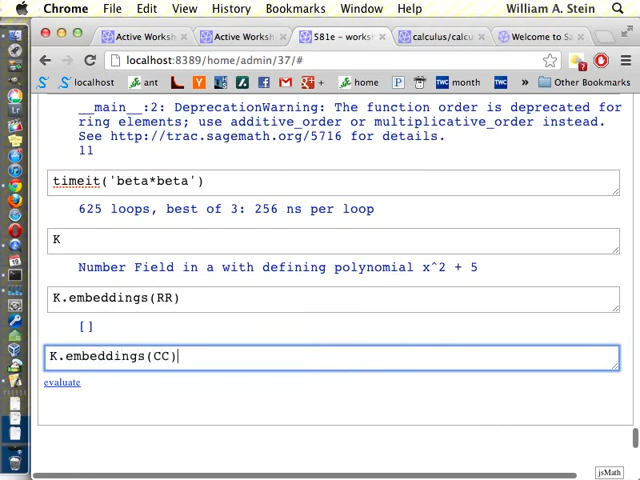 Chrome File Edit View History Bookmarks Window Help William A. Stein
Active Worksh
Active Worksh
581e – works
calculus/calcu
Welcome to Sa
localhost:8389/home/admin/37/#
S localhost ant Y home g+ month week » Other Bookmarks
__main__:2: DeprecationWarning: The function order is deprecated for
ring elements; use additive_order or multiplicative_order instead.
See http://trac.sagemath.org/5716 for details.
11
timeit('beta*beta')
625 loops, best of 3: 256 ns per loop
K
Number Field in a with defining polynomial x^2 + 5
K.embeddings(RR)
[]
K.embeddings(CC)
evaluate
jsMath